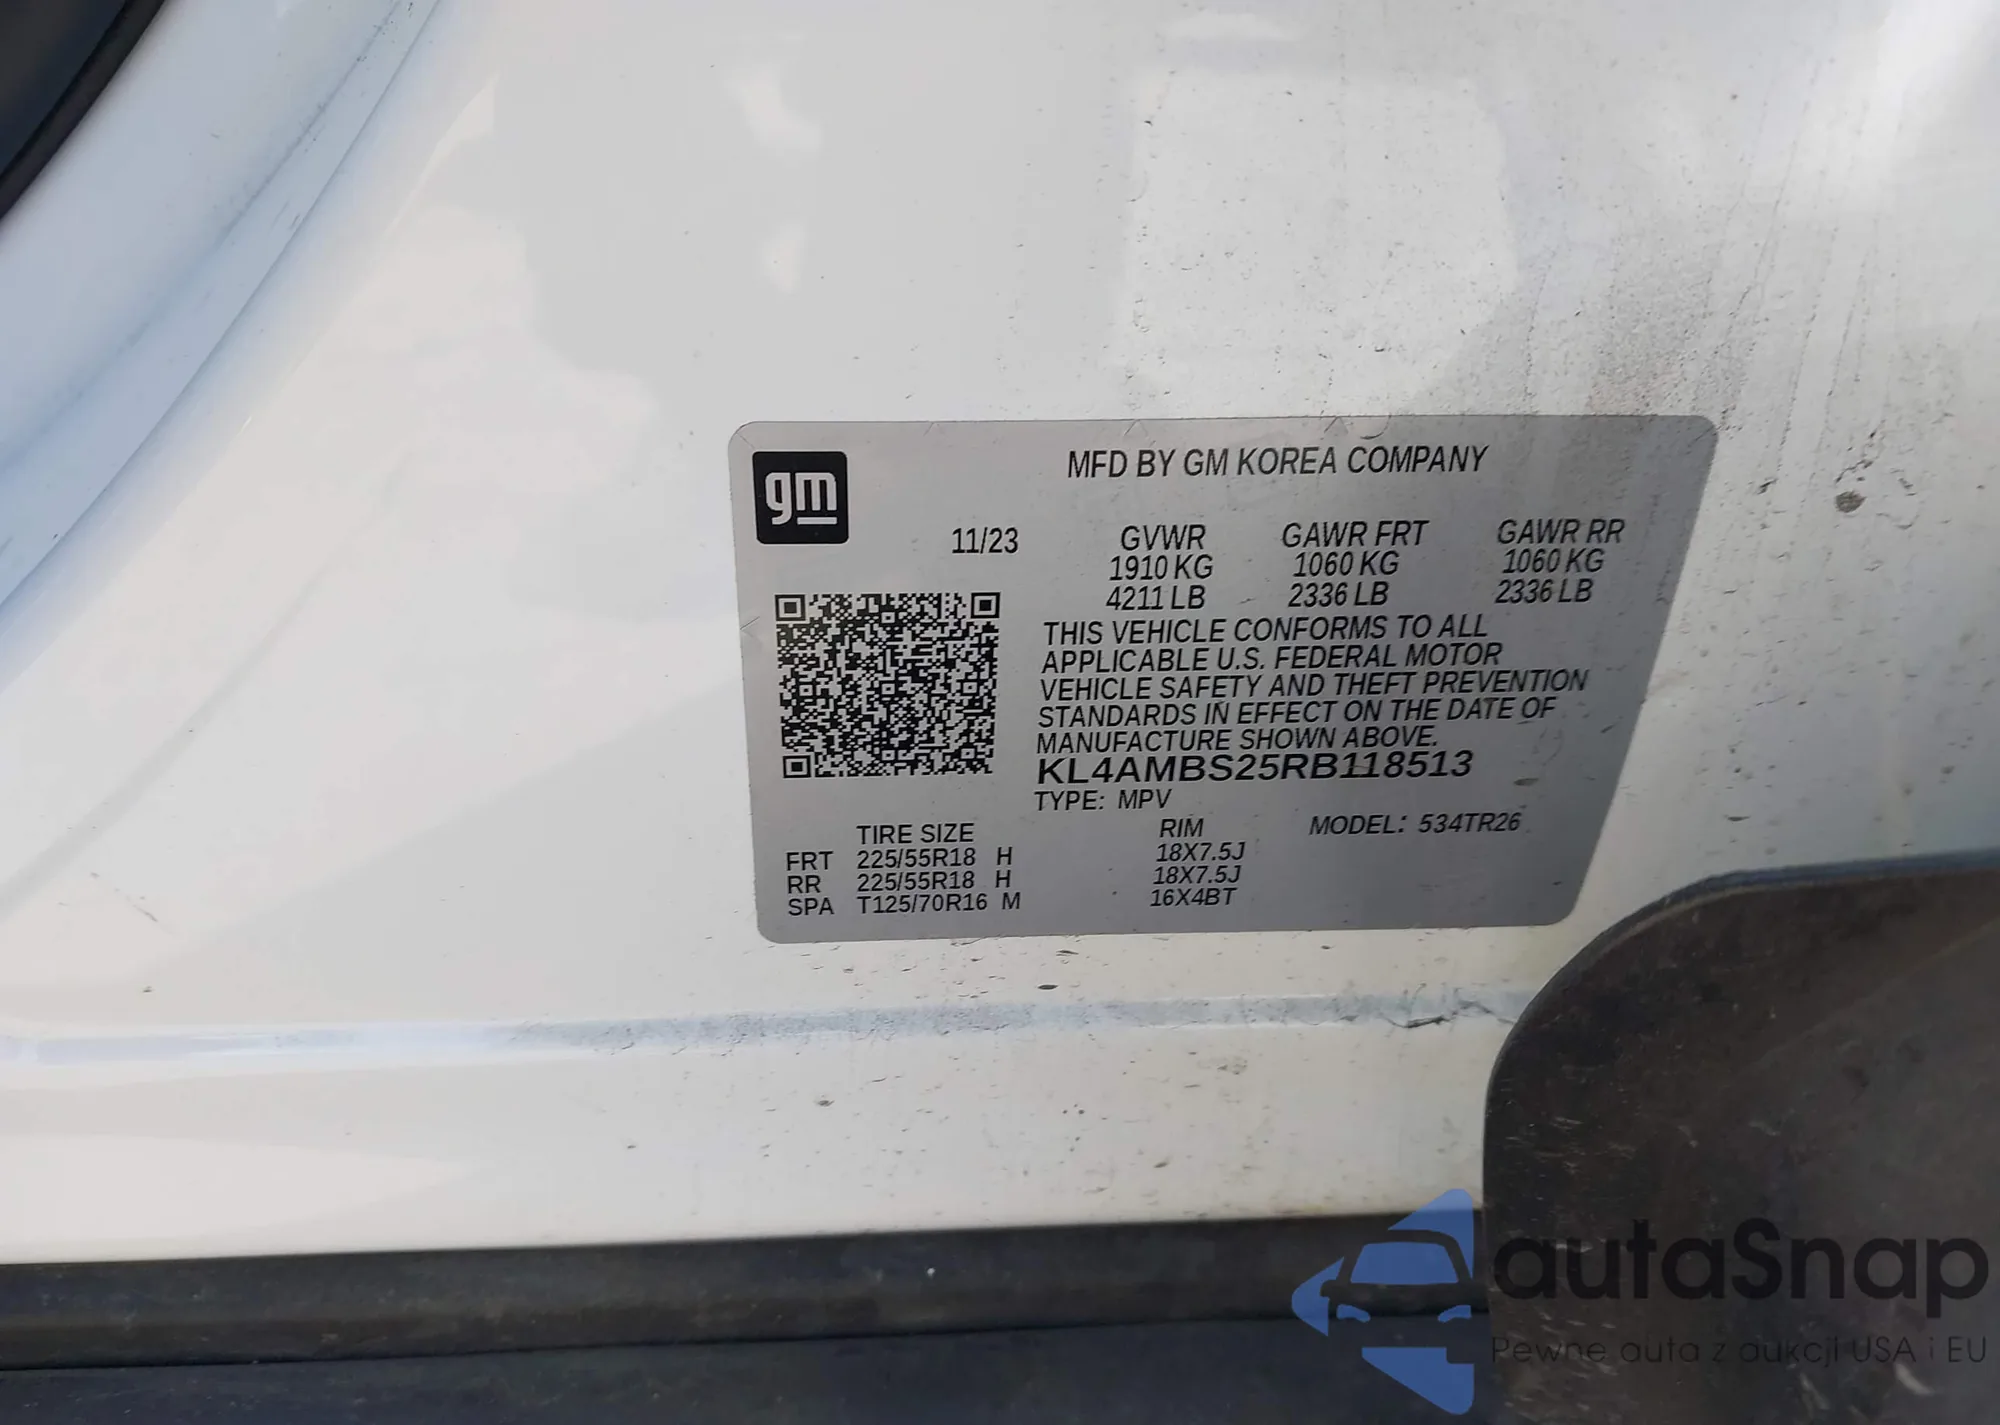 gm
MFD BY GM KOREA COMPANY
11/23 GVWR GAWR FRT GAWR RR
1910 KG 1060 KG 1060 KG
4211 LB 2336 LB 2336 LB
THIS VEHICLE CONFORMS TO ALL
APPLICABLE U.S. FEDERAL MOTOR
VEHICLE SAFETY AND THEFT PREVENTION
STANDARDS IN EFFECT ON THE DATE OF
MANUFACTURE SHOWN ABOVE.
KL4AMBS25RB118513
TYPE: MPV
MODEL: 534TR26
TIRE SIZE RIM
FRT 225/55R18 H 18X7.5J
RR 225/55R18 H 18X7.5J
SPA T125/70R16 M 16X4BT
autaSnap
Pewne auta z aukcji USA i EU